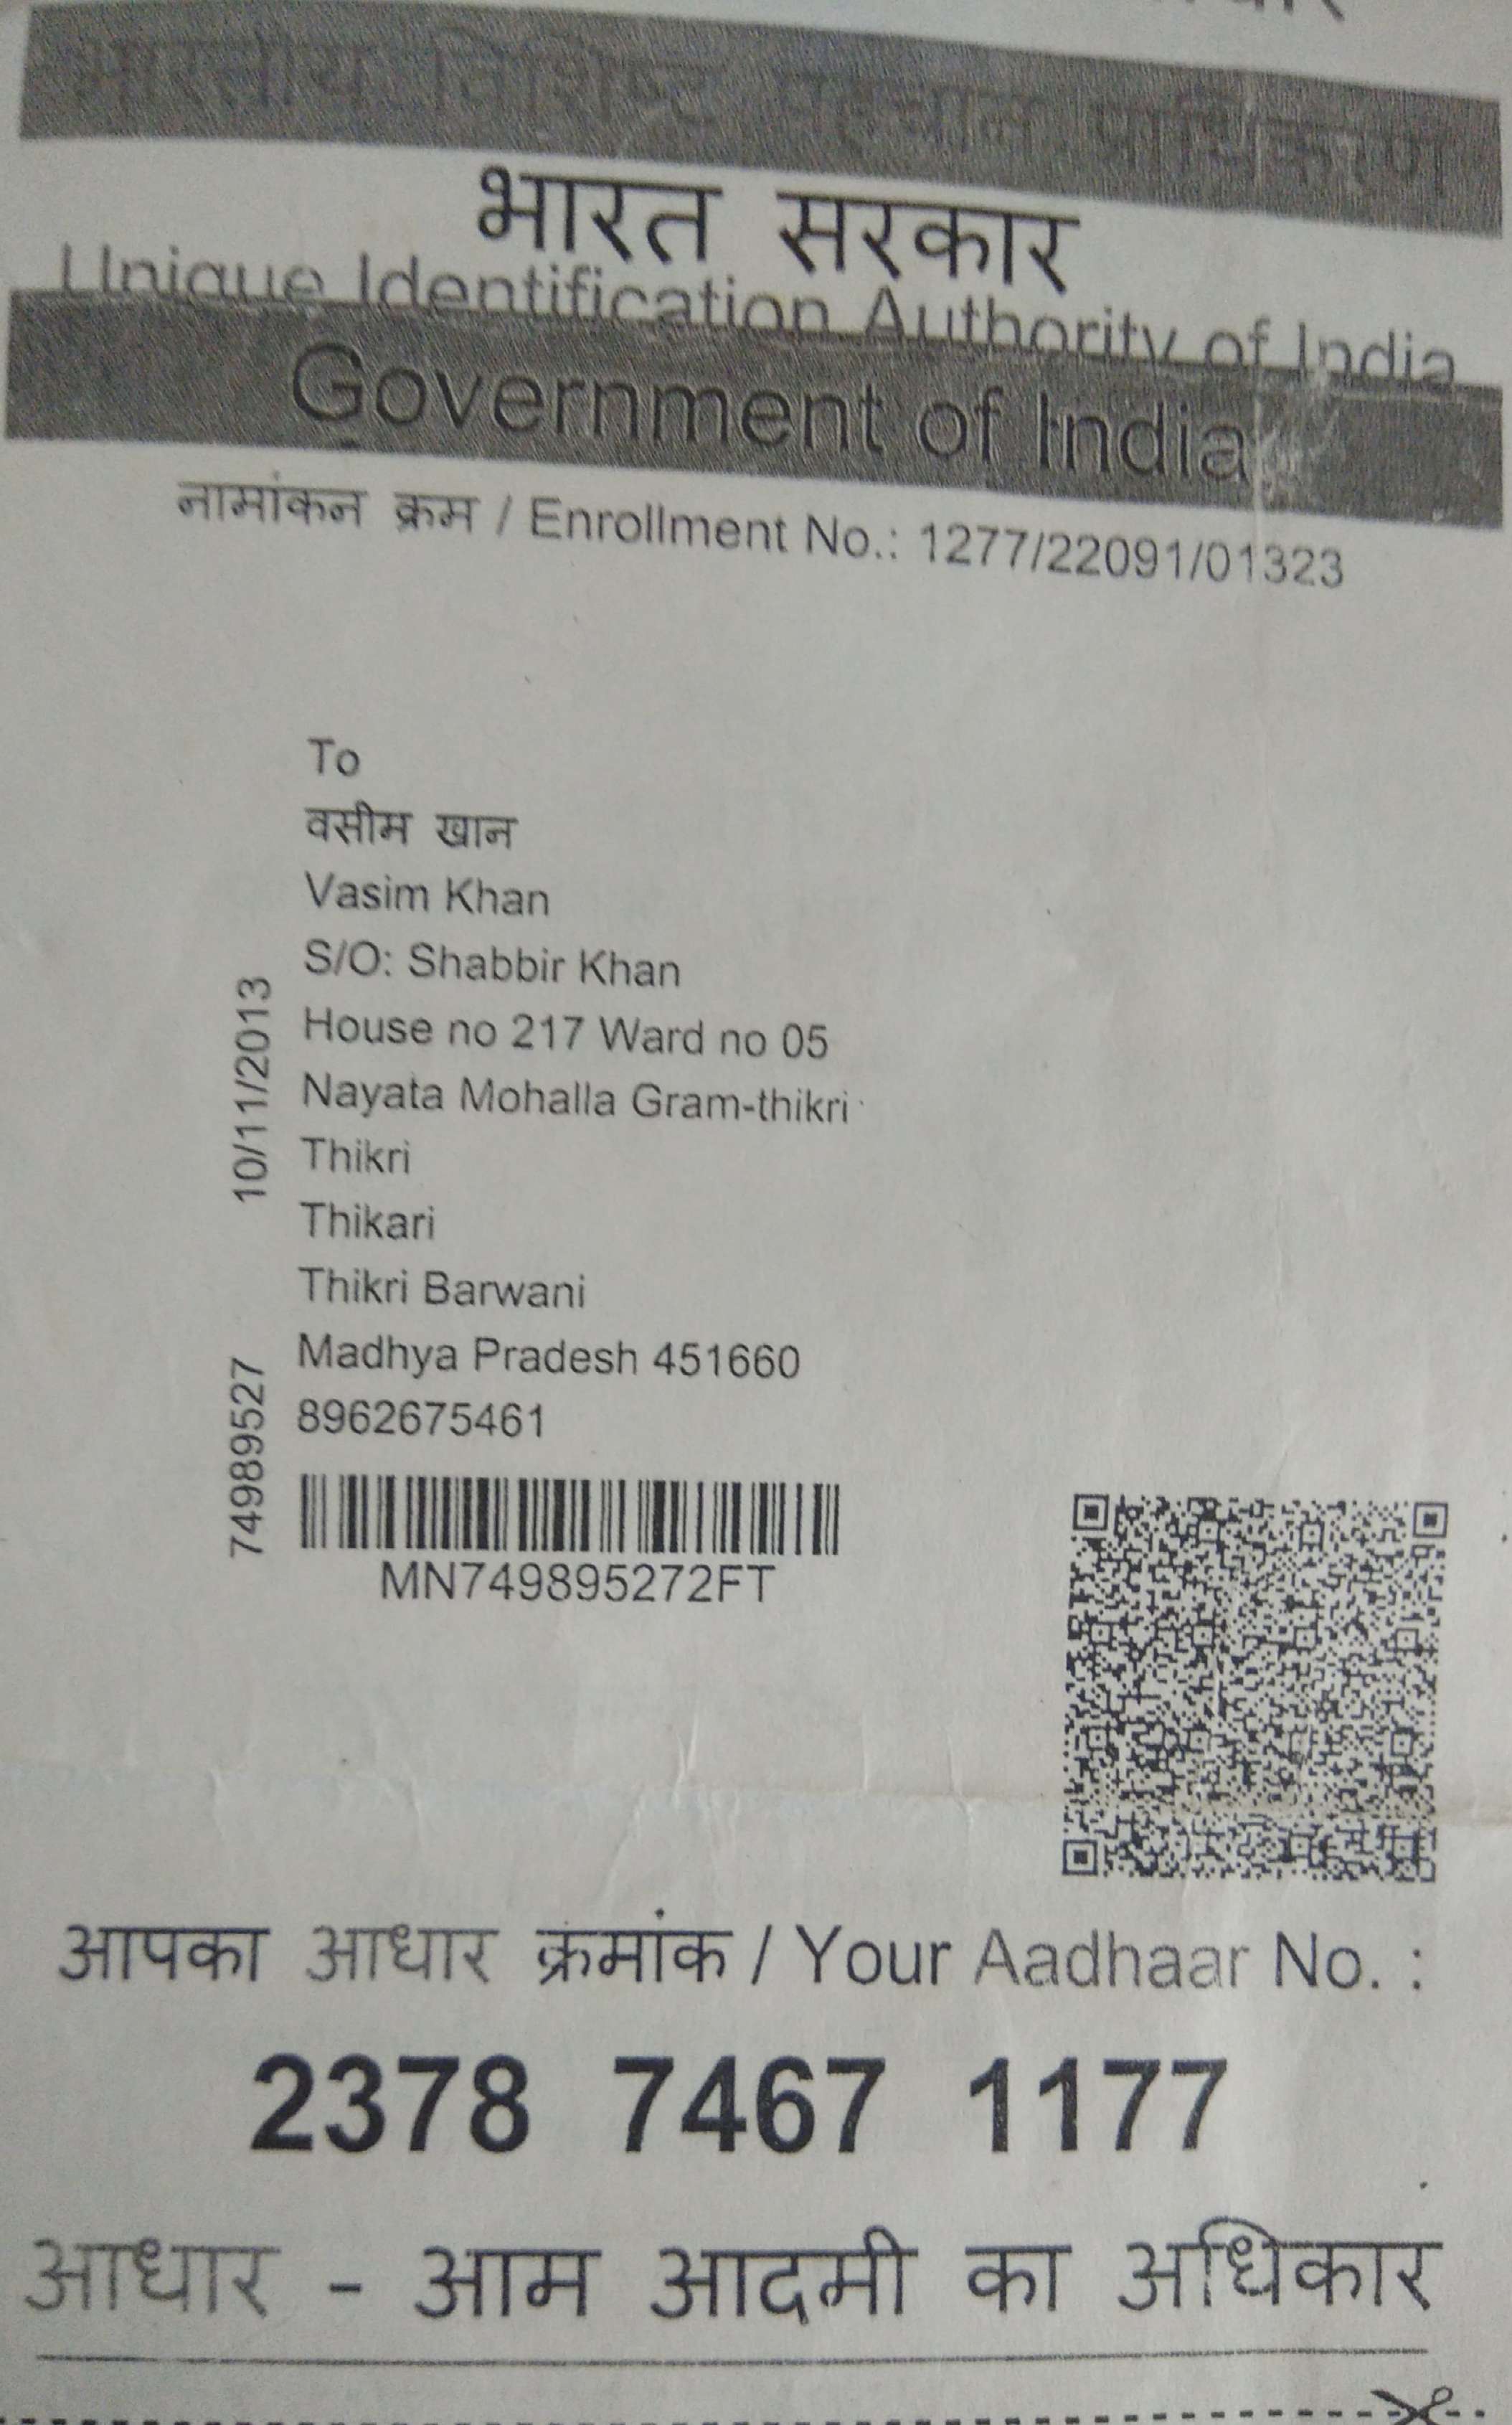 भारतीय विशिष्ट पहचान प्राधिकरण
भारत सरकार
Unique Identification Authority of India
Government of India
नामांकन क्रम / Enrollment No.: 1277/22091/01323
To
वसीम खान
Vasim Khan
S/O: Shabbir Khan
House no 217 Ward no 05
Nayata Mohalla Gram-thikri
Thikri
Thikari
Thikri Barwani
Madhya Pradesh 451660
8962675461
10/11/2013
74989527
MN749895272FT
आपका आधार क्रमांक / Your Aadhaar No. :
2378 7467 1177
आधार - आम आदमी का अधिकार